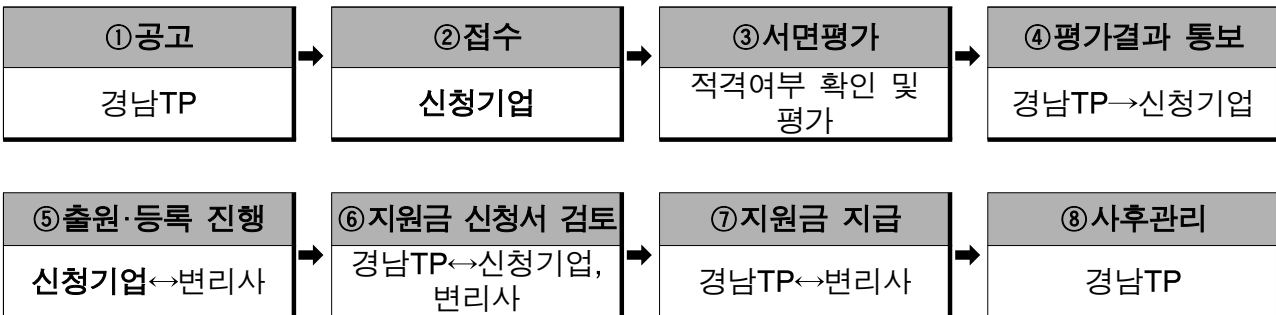 ①공고
②접수
③서면평가
④평가결과 통보
경남TP
신청기업
적격여부 확인 및
평가
경남TP→신청기업
⑤출원·등록 진행
⑥지원금 신청서 검토
⑦지원금 지급
⑧사후관리
신청기업↔변리사
경남TP↔신청기업,
변리사
경남TP↔변리사
경남TP